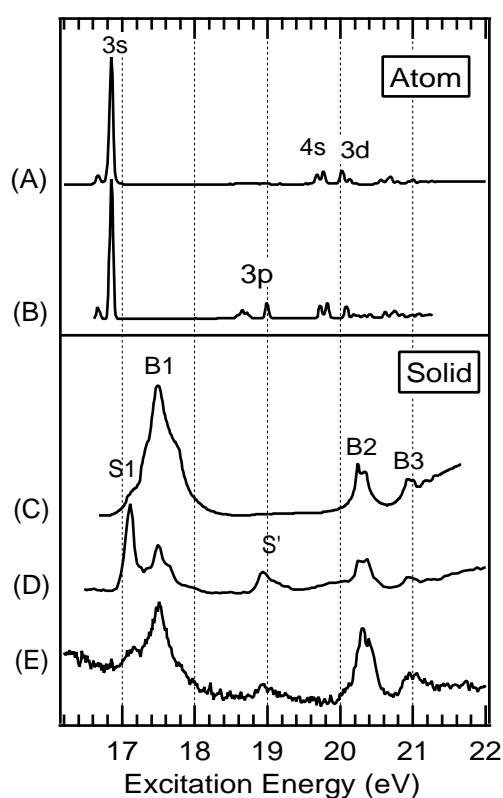 3s
Atom
4s 3d
(A)
3p
(B)
B1
Solid
S1
B2
B3
(C)
S'
(D)
(E)
17 18 19 20 21 22
Excitation Energy (eV)